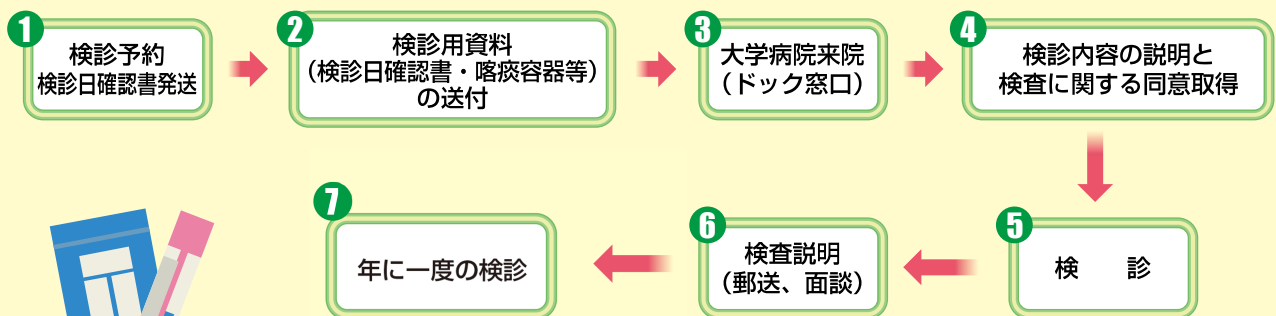 1
検診予約
検診日確認書発送
2
検診用資料
（検診日確認書・喀痰容器等）
の送付
3
大学病院来院
（ドック窓口）
4
検診内容の説明と
検査に関する同意取得
5
検　診
6
検査説明
（郵送、面談）
7
年に一度の検診